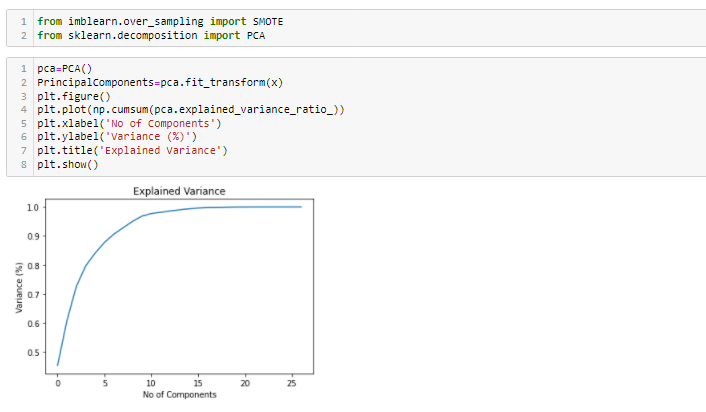 1 from imblearn.over_sampling import SMOTE
2 from sklearn.decomposition import PCA
1 pca=PCA()
2 PrincipalComponents=pca.fit_transform(x)
3 plt.figure()
4 plt.plot(np.cumsum(pca.explained_variance_ratio_))
5 plt.xlabel('No of Components')
6 plt.ylabel('Variance (%)')
7 plt.title('Explained Variance')
8 plt.show()
Explained Variance
1.0
0.9
0.8
0.7
0.6
0.5
Variance (%)
0 5 10 15 20 25
No of Components